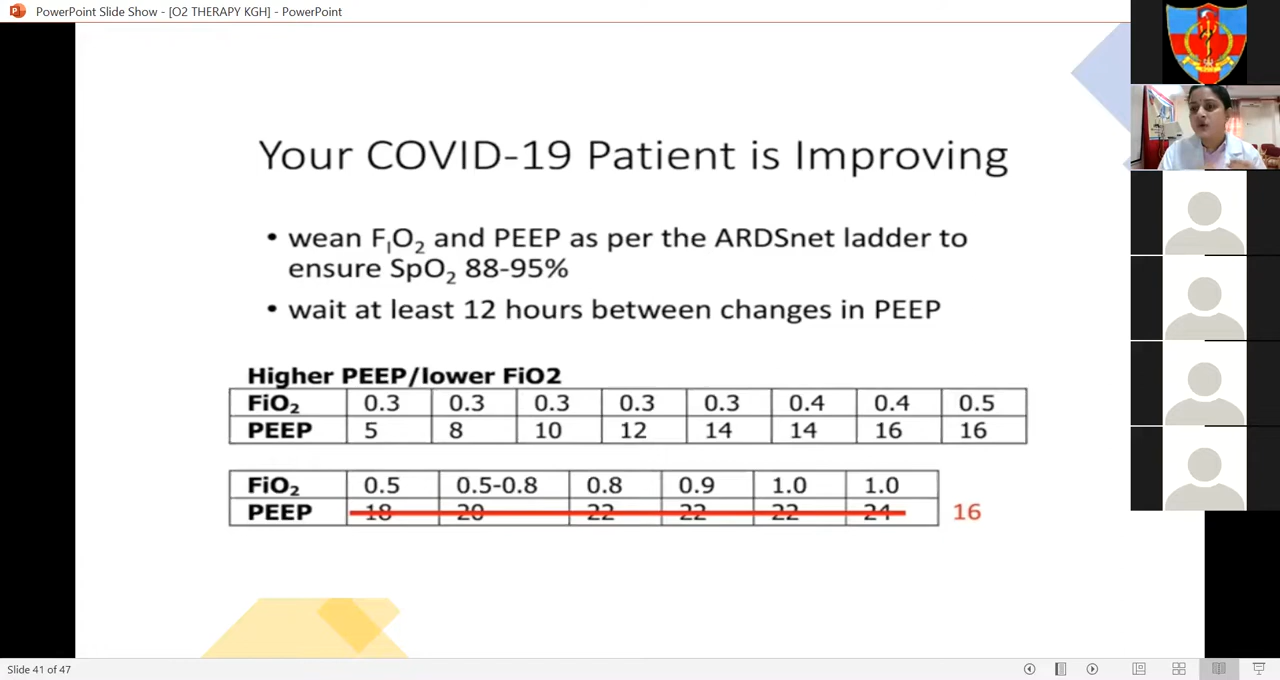 PowerPoint Slide Show - [O2 THERAPY KGH] - PowerPoint
Your COVID-19 Patient is Improving
• wean FIO2 and PEEP as per the ARDSnet ladder to
ensure SpO2 88-95%
• wait at least 12 hours between changes in PEEP
Higher PEEP/lower FiO2
FiO2 0.3 0.3 0.3 0.3 0.3 0.4 0.4 0.5
PEEP 5 8 10 12 14 14 16 16
FiO2 0.5 0.5-0.8 0.8 0.9 1.0 1.0
PEEP 18 20 22 22 22 24 16
Slide 41 of 47